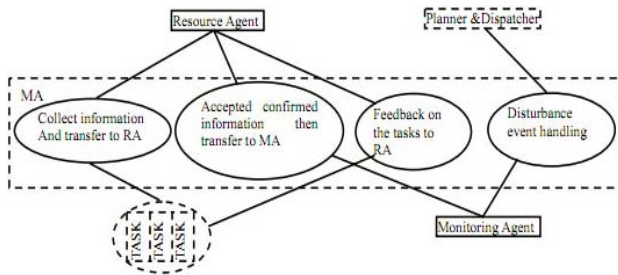 Resource Agent
Planner &Dispatcher
MA
Collect information
And transfer to RA
Accepted confirmed
information then
transfer to MA
Feedback on
the tasks to
RA
Disturbance
event handling
TASK
TASK
TASK
Monitoring Agent